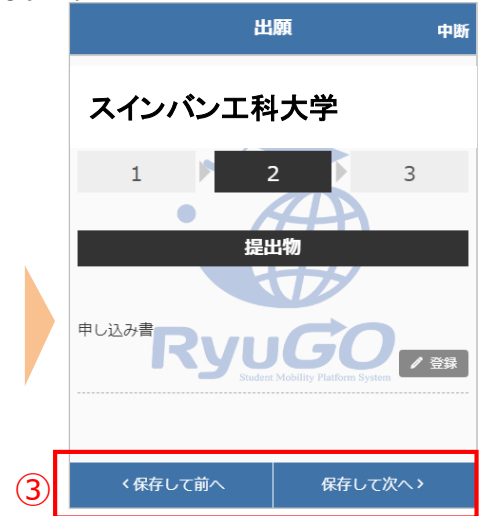 出願 中断
スインバン工科大学
1 2 3
提出物
申し込み書
RyuGO
Student Mobility Platform System
登録
③
<保存して前へ 保存して次へ>